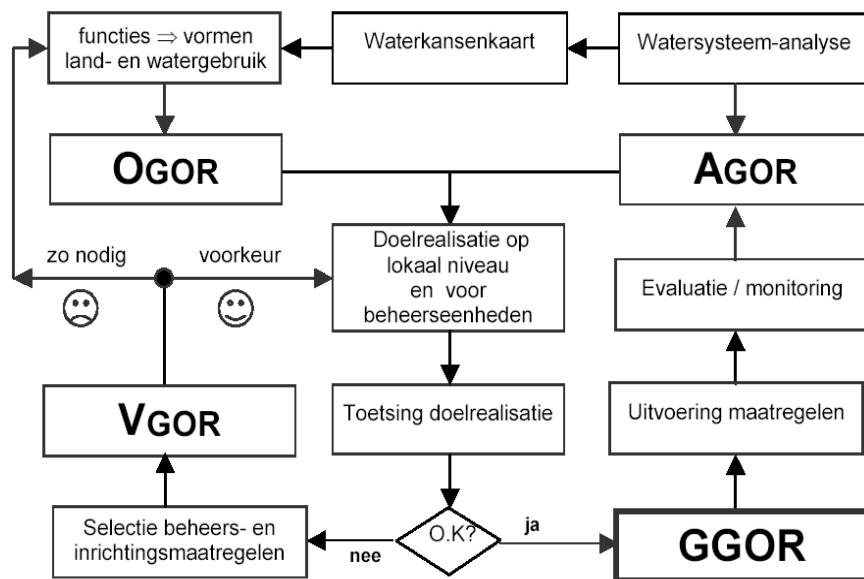 functies ⇒ vormen
land- en watergebruik
Waterkansenkaart
Watersysteem-analyse
OGOR
AGOR
zo nodig
voorkeur
Doelrealisatie op
lokaal niveau
en voor
beheerseenheden
Evaluatie / monitoring
VGOR
Toetsing doelrealisatie
Uitvoering maatregelen
Selectie beheers- en
inrichtingsmaatregelen
nee
O.K?
ja
GGOR